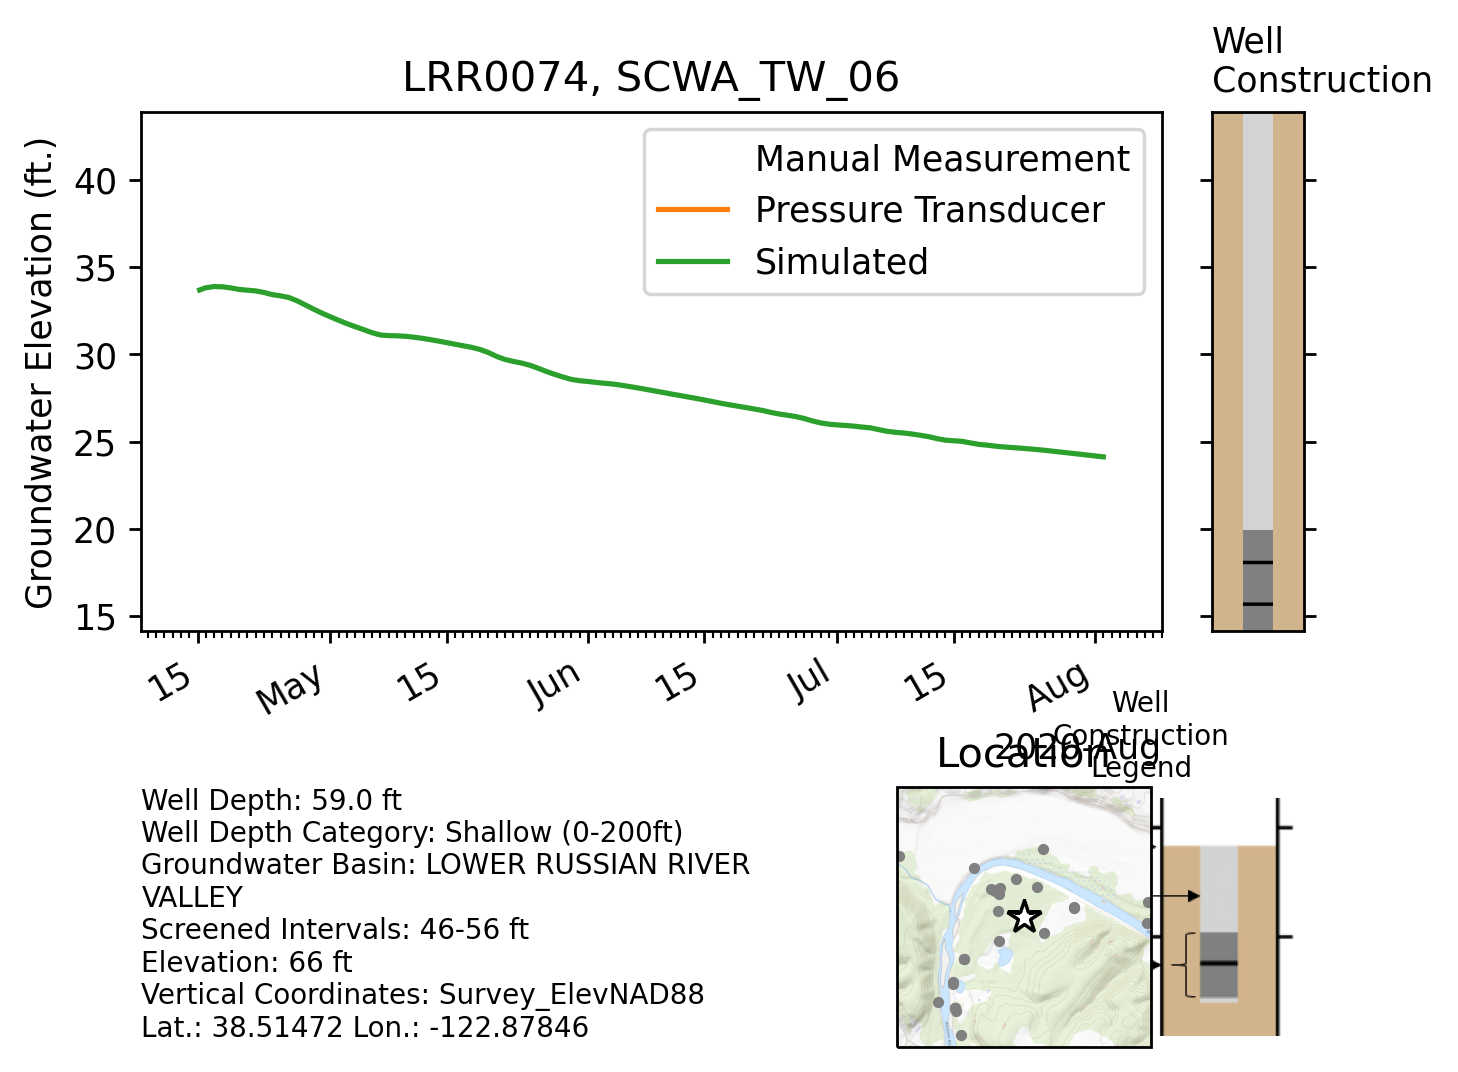 Well
Construction
LRR0074, SCWA_TW_06
Groundwater Elevation (ft.)
40
35
30
25
20
15
Manual Measurement
Pressure Transducer
Simulated
15
May
15
Jun
15
Jul
15
Aug
2020-Aug
Well
Construction
Legend
Location
Well Depth: 59.0 ft
Well Depth Category: Shallow (0-200ft)
Groundwater Basin: LOWER RUSSIAN RIVER
VALLEY
Screened Intervals: 46-56 ft
Elevation: 66 ft
Vertical Coordinates: Survey_ElevNAD88
Lat.: 38.51472 Lon.: -122.87846